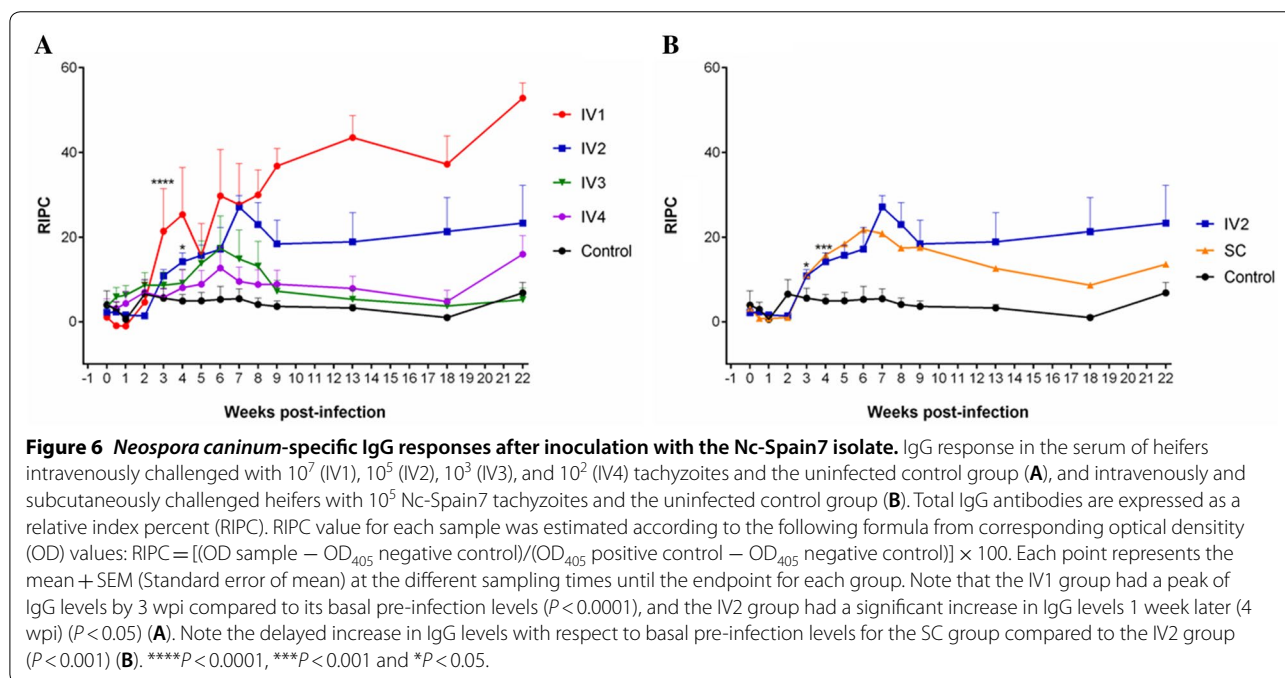 A
60
40
20
0
RIPC
****
*
-1 0 1 2 3 4 5 6 7 8 9 10 11 12 13 14 15 16 17 18 19 20 21 22
Weeks post-infection
IV1
IV2
IV3
IV4
Control
B
60
40
20
0
RIPC
*
***
-1 0 1 2 3 4 5 6 7 8 9 10 11 12 13 14 15 16 17 18 19 20 21 22
Weeks post-infection
IV2
SC
Control
Figure 6 Neospora caninum-specific IgG responses after inoculation with the Nc-Spain7 isolate. IgG response in the serum of heifers
intravenously challenged with 10⁷ (IV1), 10⁵ (IV2), 10³ (IV3), and 10² (IV4) tachyzoites and the uninfected control group (A), and intravenously and
subcutaneously challenged heifers with 10⁵ Nc-Spain7 tachyzoites and the uninfected control group (B). Total IgG antibodies are expressed as a
relative index percent (RIPC). RIPC value for each sample was estimated according to the following formula from corresponding optical densitity
(OD) values: RIPC = [(OD sample − OD₄₀₅ negative control)/(OD₄₀₅ positive control − OD₄₀₅ negative control)] × 100. Each point represents the
mean + SEM (Standard error of mean) at the different sampling times until the endpoint for each group. Note that the IV1 group had a peak of
IgG levels by 3 wpi compared to its basal pre-infection levels (P < 0.0001), and the IV2 group had a significant increase in IgG levels 1 week later (4
wpi) (P < 0.05) (A). Note the delayed increase in IgG levels with respect to basal pre-infection levels for the SC group compared to the IV2 group
(P < 0.001) (B). ****P < 0.0001, ***P < 0.001 and *P < 0.05.